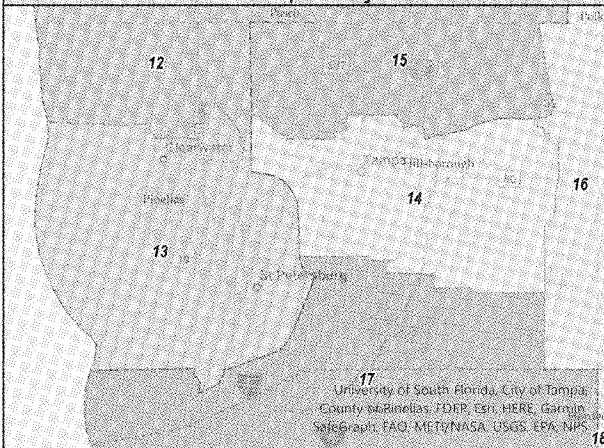 12
15
Clearwater
Tampa
Hillsborough
Pinellas
14
16
13
St Petersburg
17
University of South Florida, City of Tampa,
County of Pinellas, FDEP, Esri, HERE, Garmin,
SafeGraph, FAO, METI/NASA, USGS, EPA, NPS
18